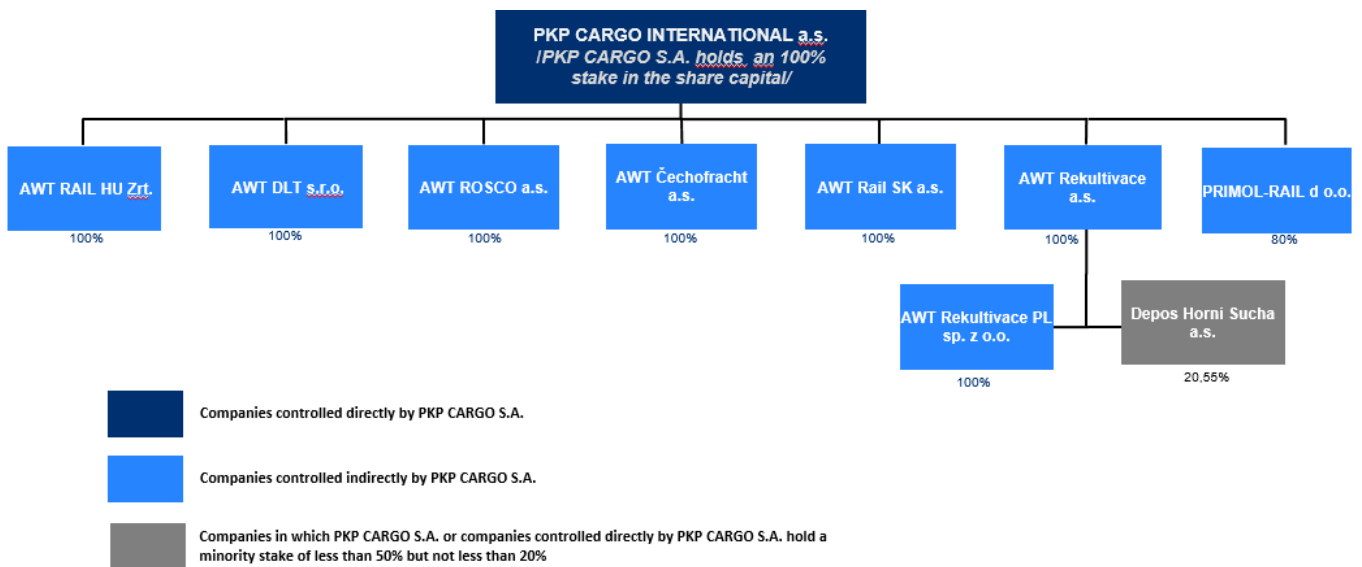 PKP CARGO INTERNATIONAL a.s.
/PKP CARGO S.A. holds an 100%
stake in the share capital/
AWT RAIL HU Zrt.
100%
AWT DLT s.r.o.
100%
AWT ROSCO a.s.
100%
AWT Čechofracht
a.s.
100%
AWT Rail SK a.s.
100%
AWT Rekultivace
a.s.
100%
PRIMOL-RAIL d o.o.
80%
AWT Rekultivace PL
sp. z o.o.
100%
Depos Horni Sucha
a.s.
20,55%
Companies controlled directly by PKP CARGO S.A.
Companies controlled indirectly by PKP CARGO S.A.
Companies in which PKP CARGO S.A. or companies controlled directly by PKP CARGO S.A. hold a
minority stake of less than 50% but not less than 20%